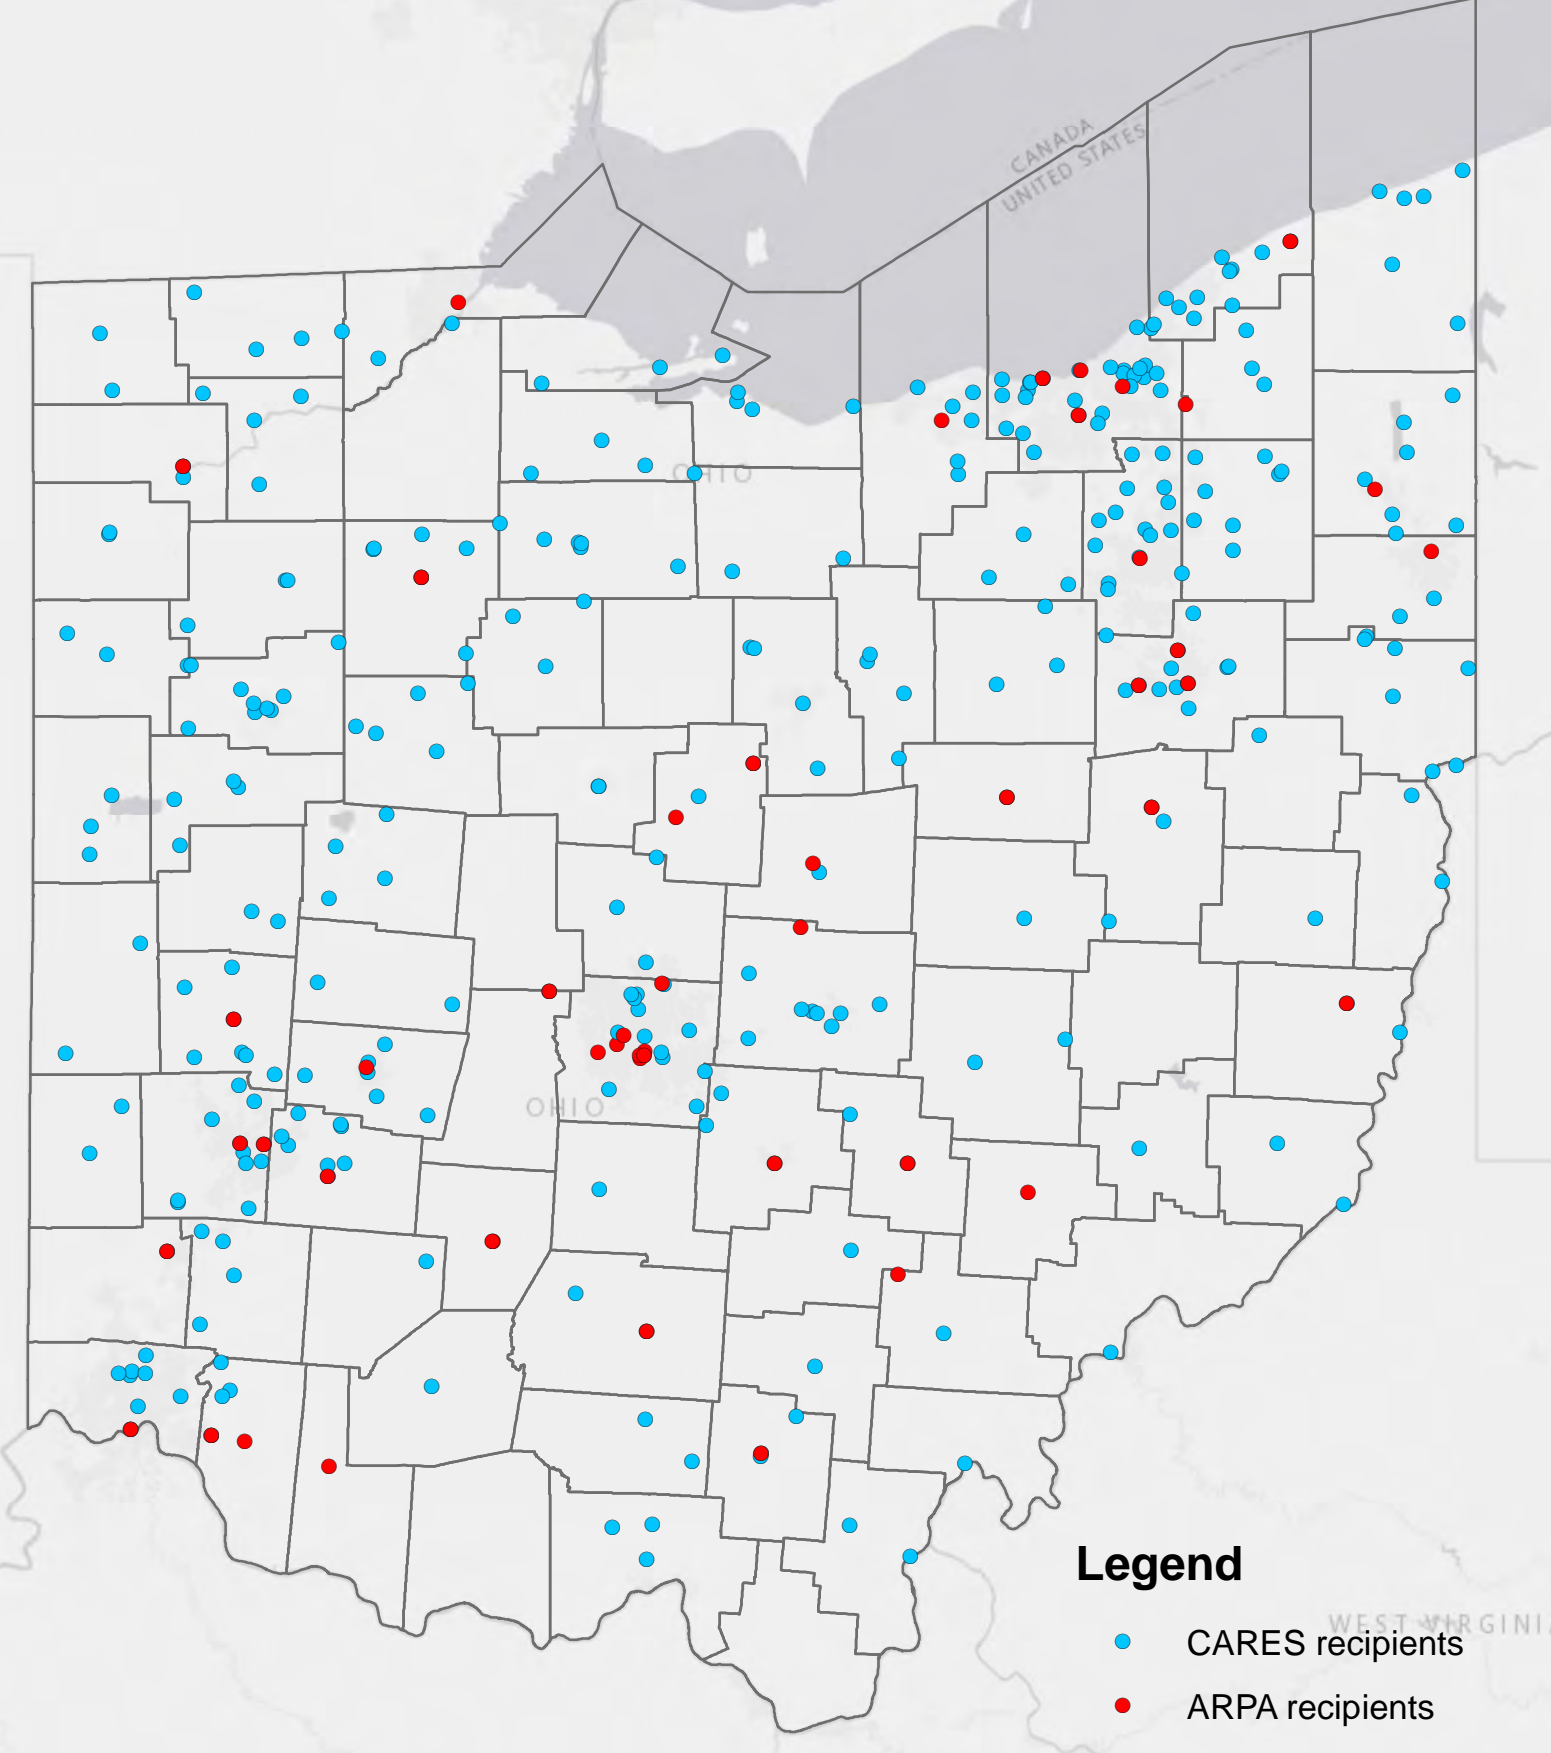 CANADA
UNITED STATES
OHIO
OHIO
Legend
WEST VIRGINI
CARES recipients
ARPA recipients